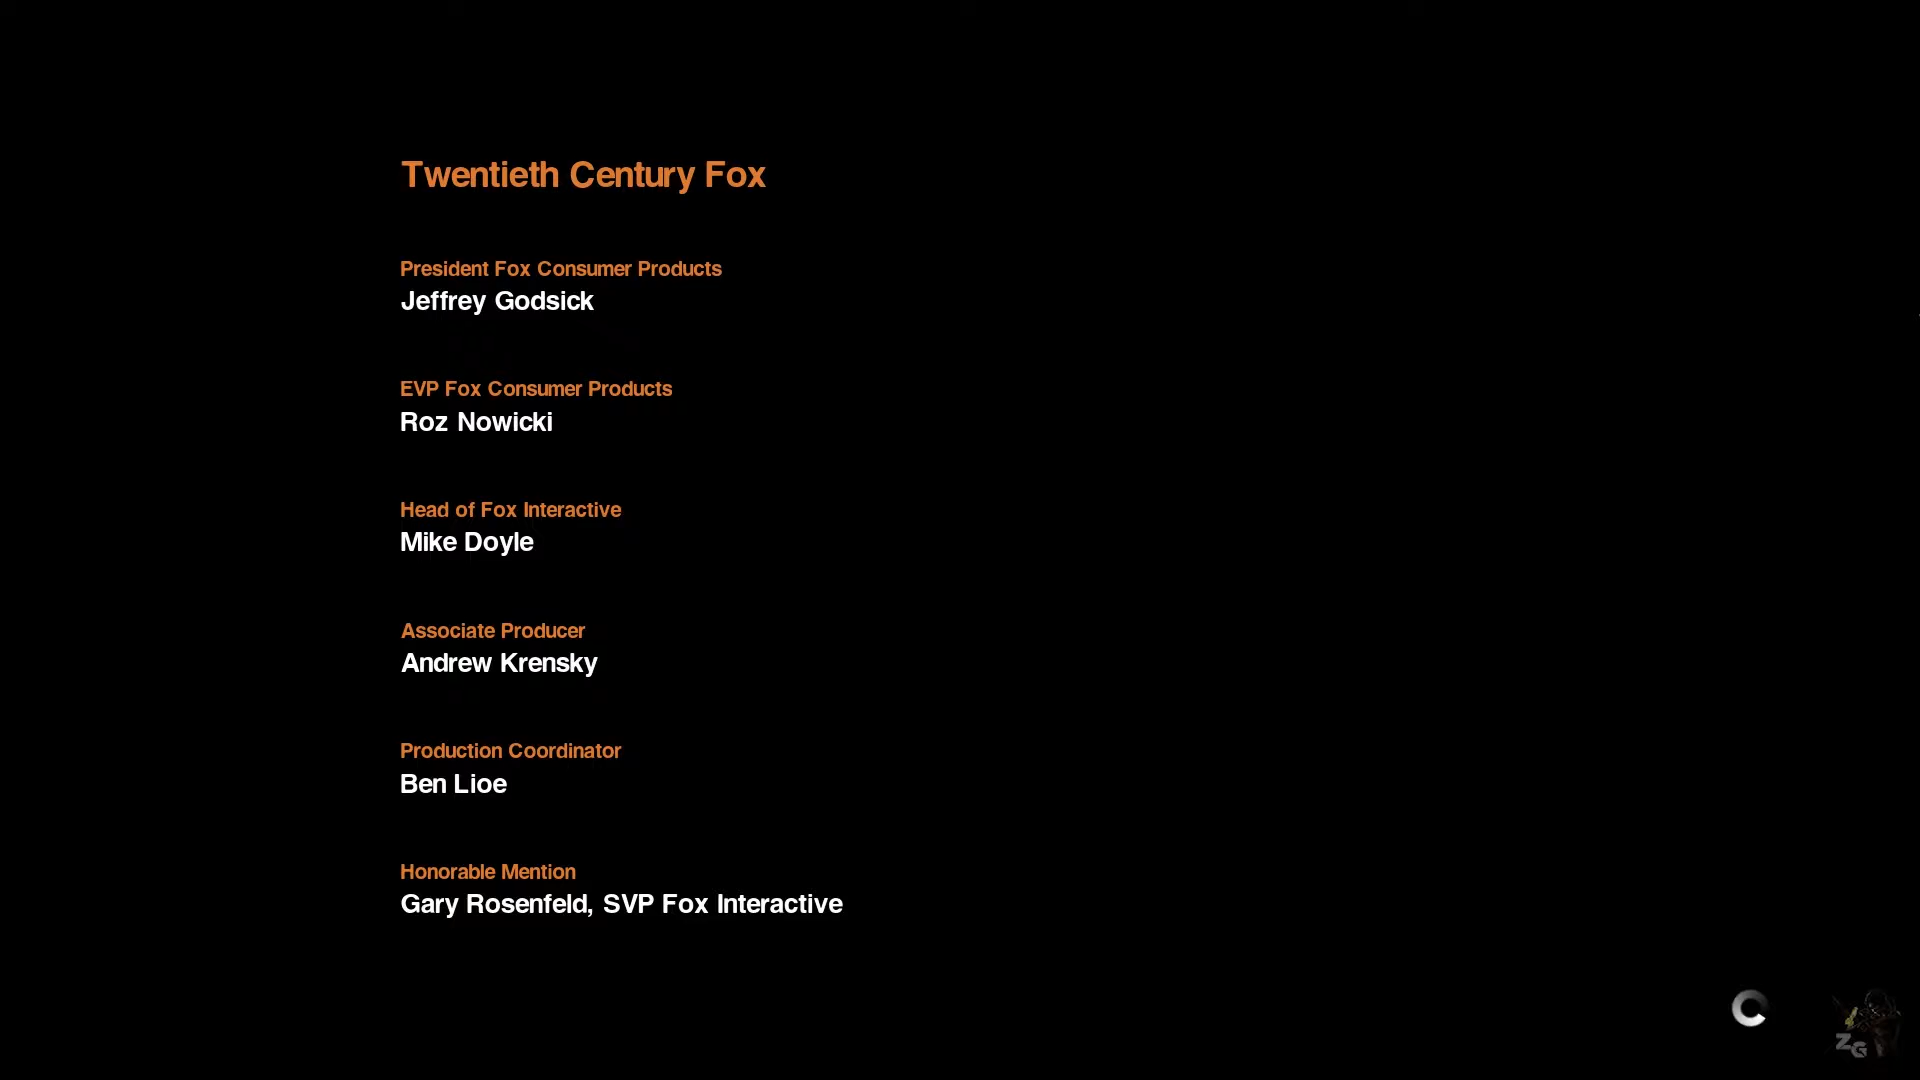 Twentieth Century Fox
President Fox Consumer Products
Jeffrey Godsick
EVP Fox Consumer Products
Roz Nowicki
Head of Fox Interactive
Mike Doyle
Associate Producer
Andrew Krensky
Production Coordinator
Ben Lioe
Honorable Mention
Gary Rosenfeld, SVP Fox Interactive
ZG